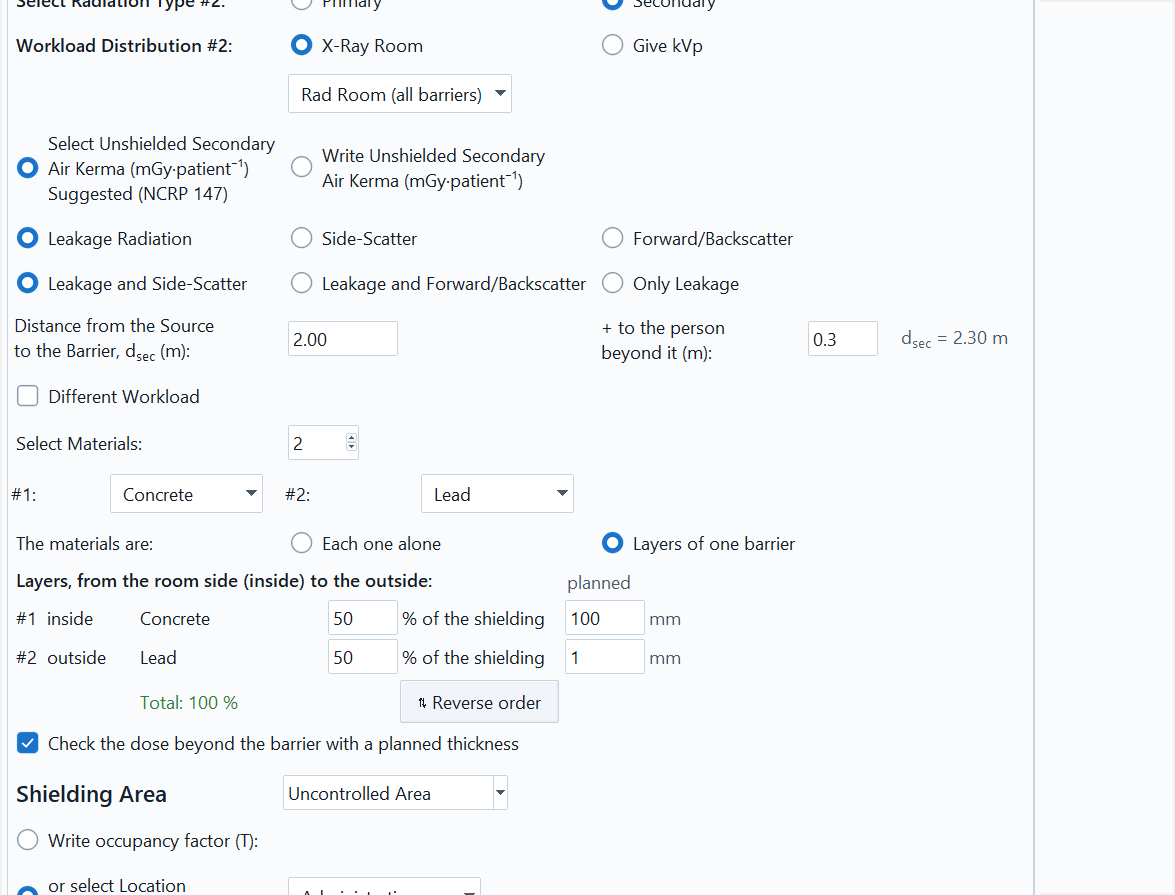 Select Radiation Type #2: Primary Secondary
Workload Distribution #2: X-Ray Room Give kVp
Rad Room (all barriers)
Select Unshielded Secondary
Air Kerma (mGy·patient⁻¹)
Suggested (NCRP 147)
Write Unshielded Secondary
Air Kerma (mGy·patient⁻¹)
Leakage Radiation Side-Scatter Forward/Backscatter
Leakage and Side-Scatter Leakage and Forward/Backscatter Only Leakage
Distance from the Source
to the Barrier, dsec (m):
2.00
+ to the person
beyond it (m):
0.3
dsec = 2.30 m
Different Workload
Select Materials: 2
#1: Concrete #2: Lead
The materials are: Each one alone Layers of one barrier
Layers, from the room side (inside) to the outside: planned
#1 inside Concrete 50 % of the shielding 100 mm
#2 outside Lead 50 % of the shielding 1 mm
Total: 100 % ⇅ Reverse order
Check the dose beyond the barrier with a planned thickness
Shielding Area Uncontrolled Area
Write occupancy factor (T):
or select Location